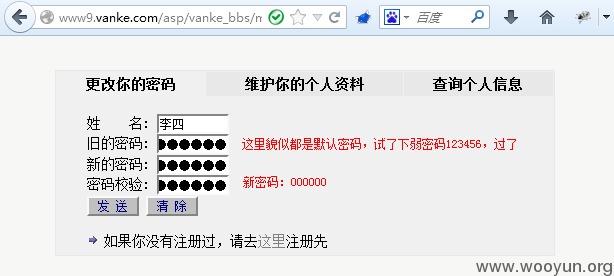 www9.vanke.com/asp/vanke_bbs/m
百度
更改你的密码 维护你的个人资料 查询个人信息
姓 名: 李四
旧的密码: ●●●●●● 这里貌似都是默认密码，试了下弱密码123456，过了
新的密码: ●●●●●●
密码校验: ●●●●●● 新密码：000000
发 送 清 除
如果你没有注册过，请去这里注册先
www.wooyun.org